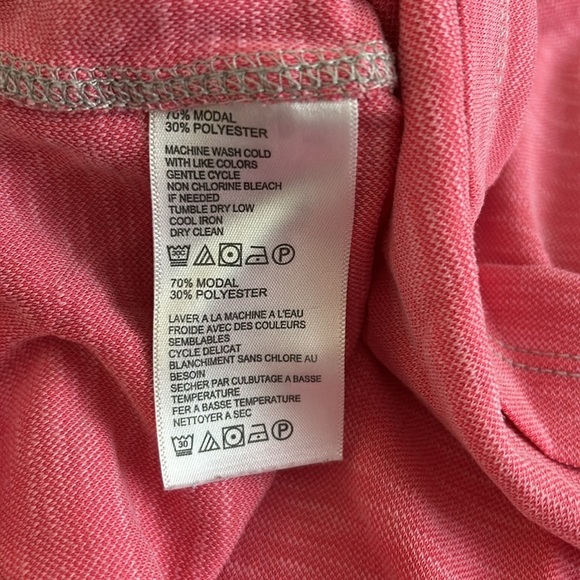 70% MODAL
30% POLYESTER
MACHINE WASH COLD
WITH LIKE COLORS
GENTLE CYCLE
NON CHLORINE BLEACH
IF NEEDED
TUMBLE DRY LOW
COOL IRON
DRY CLEAN
30 P
70% MODAL
30% POLYESTER
LAVER A LA MACHINE A L'EAU
FROIDE AVEC DES COULEURS
SEMBLABLES
CYCLE DELICAT
BLANCHIMENT SANS CHLORE AU
BESOIN
SECHER PAR CULBUTAGE A BASSE
TEMPERATURE
FER A BASSE TEMPERATURE
NETTOYER A SEC
30 P